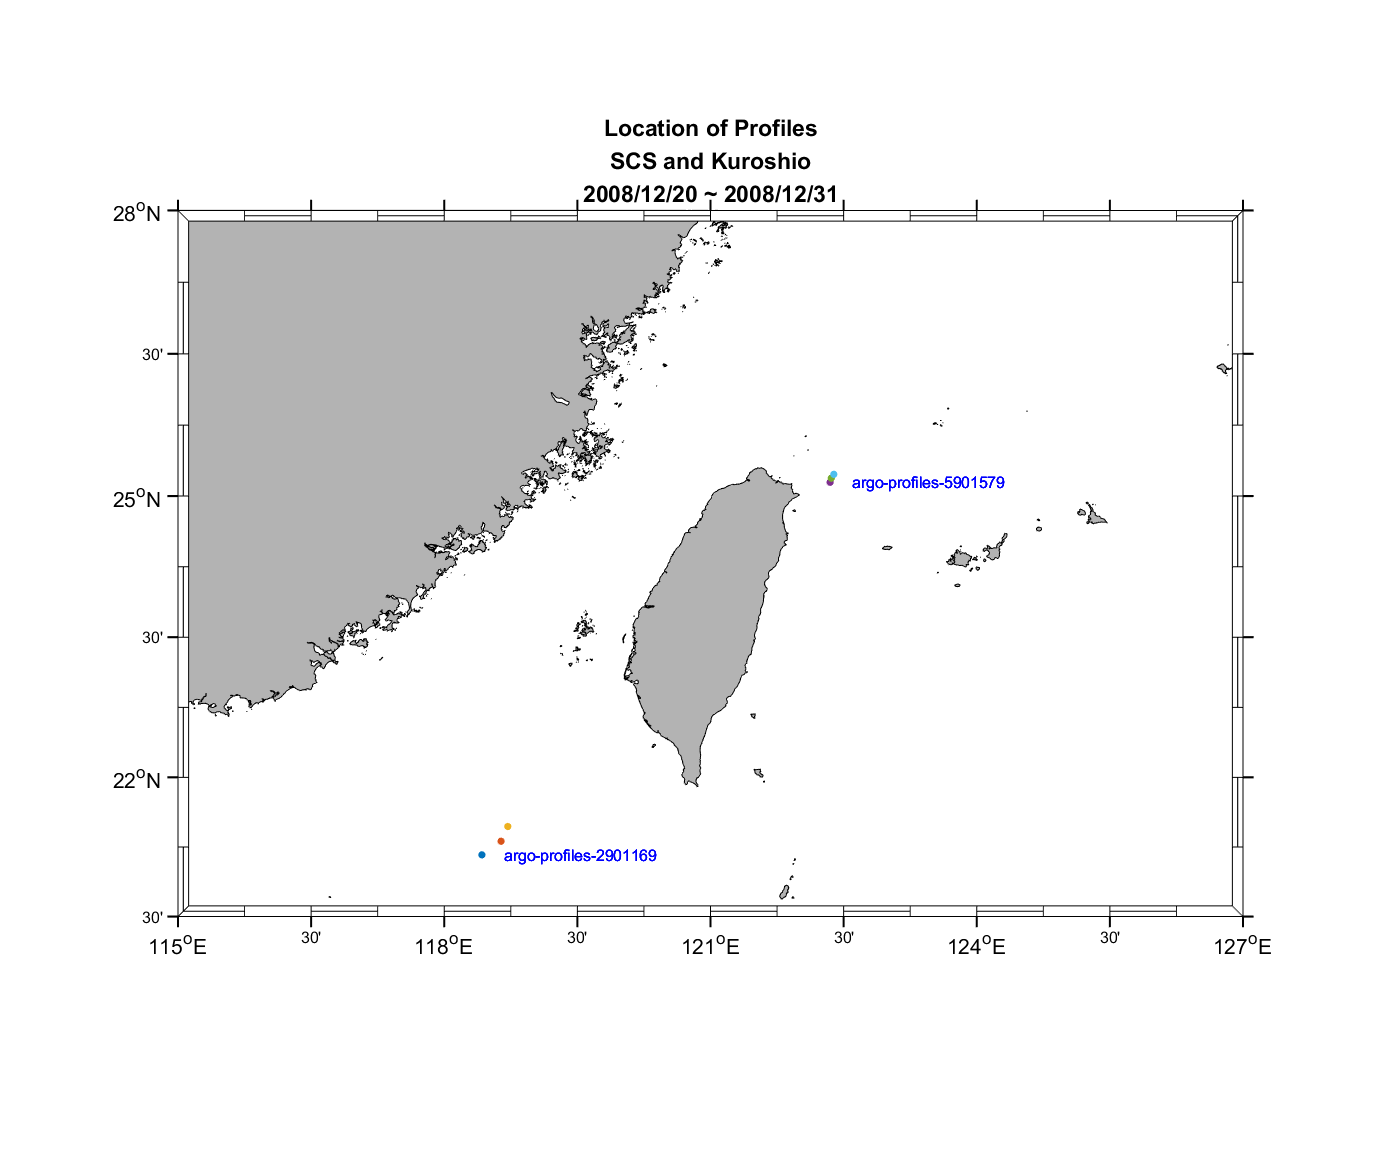 Location of Profiles
SCS and Kuroshio
2008/12/20 ~ 2008/12/31
28°N
30'
25°N
argo-profiles-5901579
30'
22°N
argo-profiles-2901169
30'
115°E 30' 118°E 30' 121°E 30' 124°E 30' 127°E